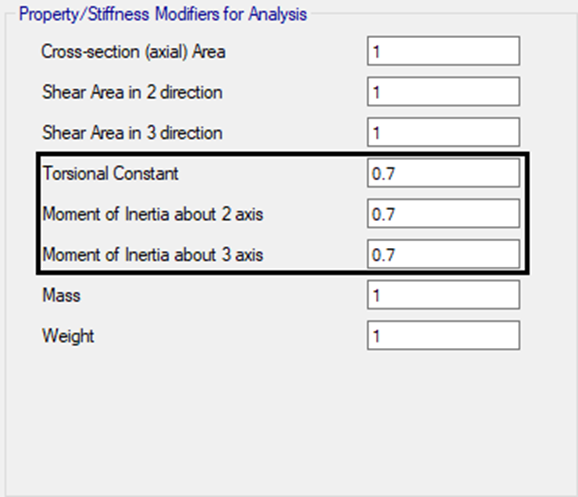 Property/Stiffness Modifiers for Analysis
Cross-section (axial) Area 1
Shear Area in 2 direction 1
Shear Area in 3 direction 1
Torsional Constant 0.7
Moment of Inertia about 2 axis 0.7
Moment of Inertia about 3 axis 0.7
Mass 1
Weight 1